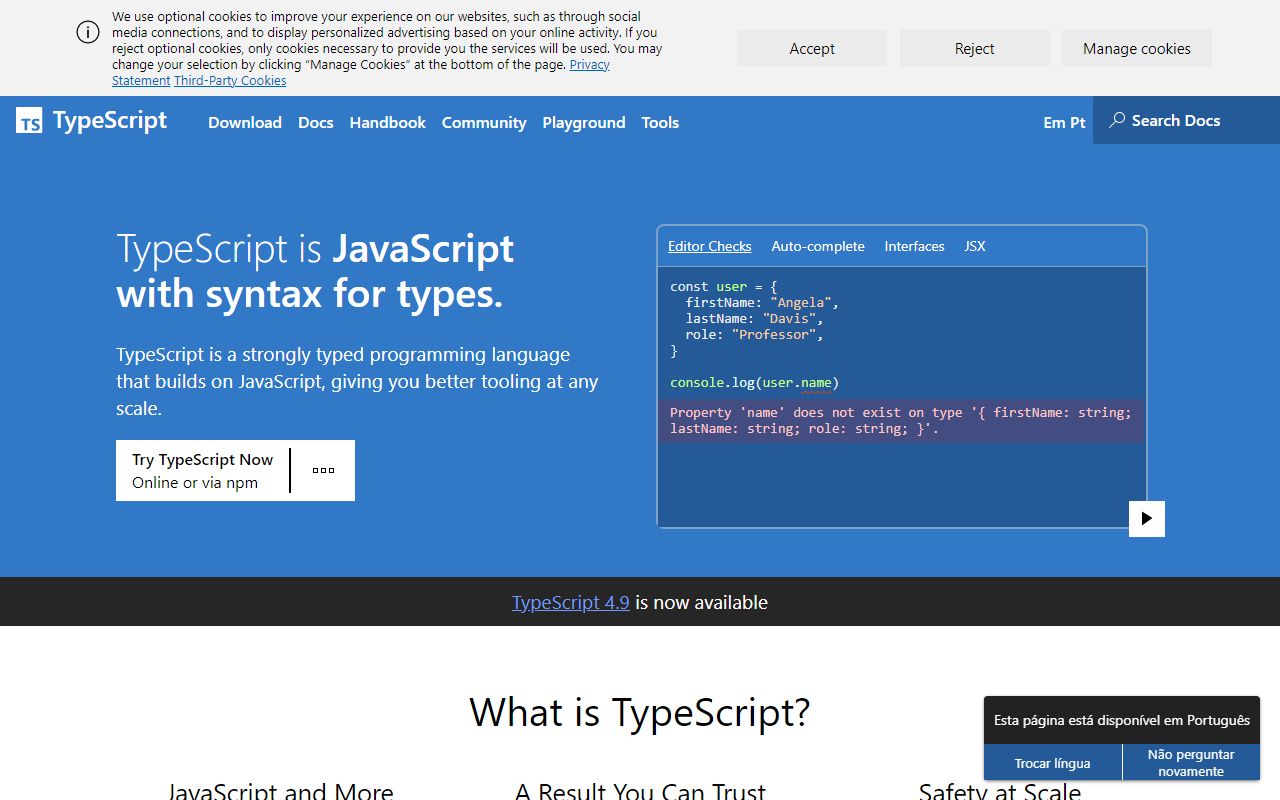 We use optional cookies to improve your experience on our websites, such as through social
media connections, and to display personalized advertising based on your online activity. If you
reject optional cookies, only cookies necessary to provide you the services will be used. You may
change your selection by clicking “Manage Cookies” at the bottom of the page. Privacy
Statement Third-Party Cookies
Accept
Reject
Manage cookies
TS TypeScript
Download Docs Handbook Community Playground Tools
Em Pt
Search Docs
TypeScript is JavaScript
with syntax for types.
TypeScript is a strongly typed programming language
that builds on JavaScript, giving you better tooling at any
scale.
Try TypeScript Now
Online or via npm
Editor Checks Auto-complete Interfaces JSX
const user = {
firstName: "Angela",
lastName: "Davis",
role: "Professor",
}
console.log(user.name)
Property 'name' does not exist on type '{ firstName: string;
lastName: string; role: string; }'.
TypeScript 4.9 is now available
What is TypeScript?
JavaScript and More
A Result You Can Trust
Safety at Scale
Esta página está disponível em Português
Trocar língua
Não perguntar
novamente